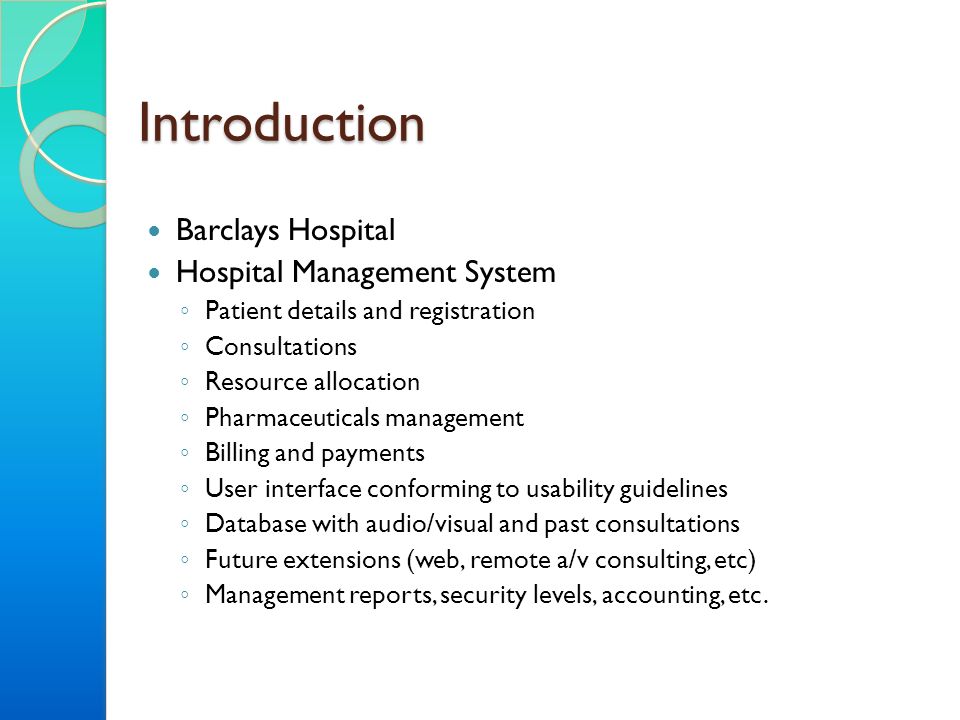 Introduction
Barclays Hospital
Hospital Management System
Patient details and registration
Consultations
Resource allocation
Pharmaceuticals management
Billing and payments
User interface conforming to usability guidelines
Database with audio/visual and past consultations
Future extensions (web, remote a/v consulting, etc)
Management reports, security levels, accounting, etc.